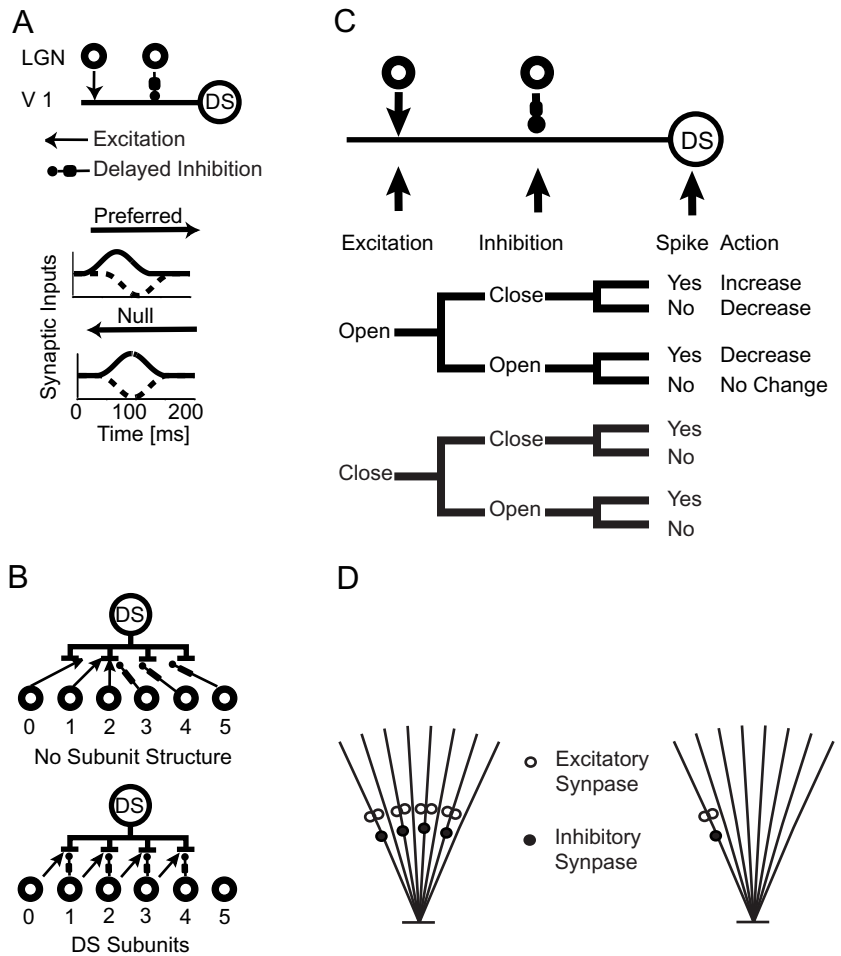 A
LGN
V 1
DS
Excitation
Delayed Inhibition
Preferred
Null
Synaptic Inputs
0 100 200
Time [ms]
B
DS
0 1 2 3 4 5
No Subunit Structure
DS
0 1 2 3 4 5
DS Subunits
C
DS
Excitation Inhibition Spike Action
Open
Close
Yes Increase
No Decrease
Open
Yes Decrease
No No Change
Close
Close
Yes
No
Open
Yes
No
D
Excitatory
Synpase
Inhibitory
Synpase